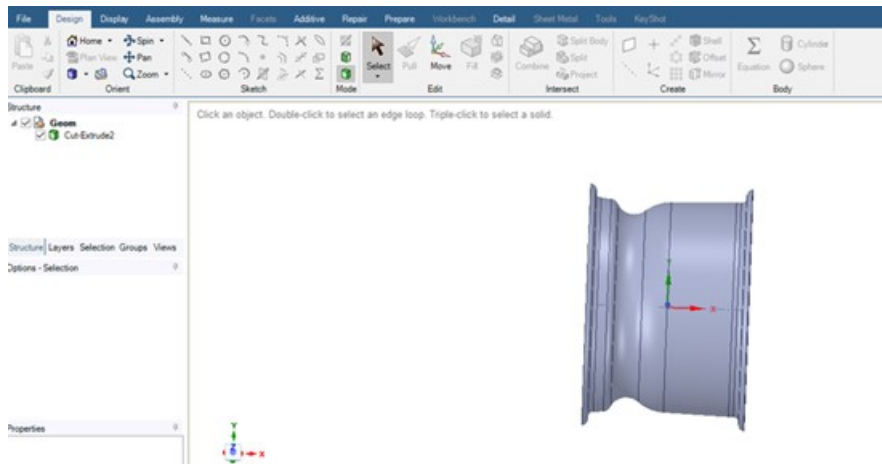 File Design Display Assembly Measure Facets Additive Repair Prepare Workbench Detail Sheet Metal Tools KeyShot
Home Spin Split Body Shell Cylinder
Plan View Pan Split Offset
Paste Zoom Select Pull Move Fill Combine Project Mirror Equation Sphere
Clipboard Orient Sketch Mode Edit Intersect Create Body
Structure
Geom
Cut-Extrude2
Click an object. Double-click to select an edge loop. Triple-click to select a solid.
Structure Layers Selection Groups Views
Options - Selection
Properties
Y
X
Y
Z
X